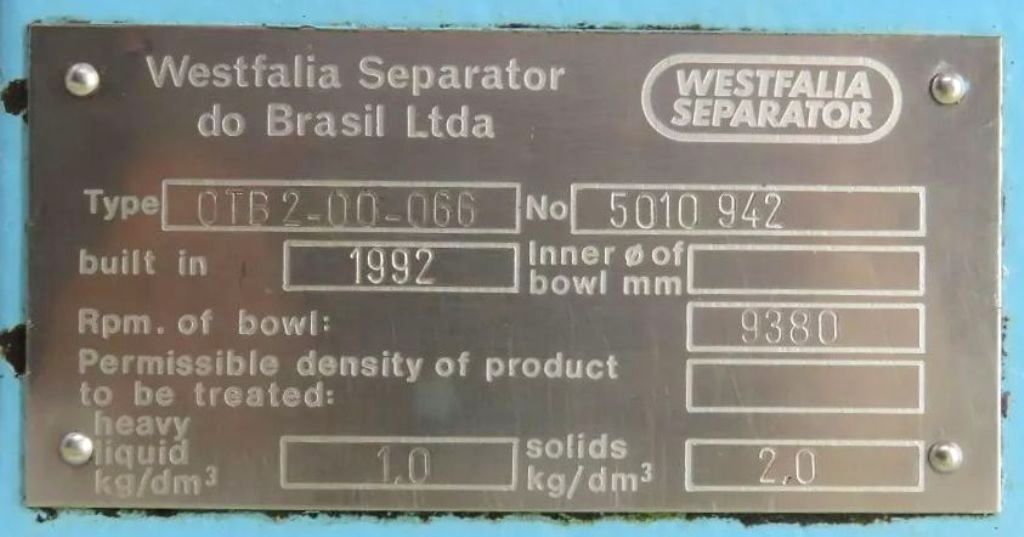 Westfalia Separator
do Brasil Ltda
WESTFALIA
SEPARATOR
Type OTB 2-00-066 No 5010 942
built in 1992 Inner ø of
bowl mm
Rpm. of bowl: 9380
Permissible density of product
to be treated:
heavy
liquid
kg/dm³ 1,0 solids
kg/dm³ 2,0